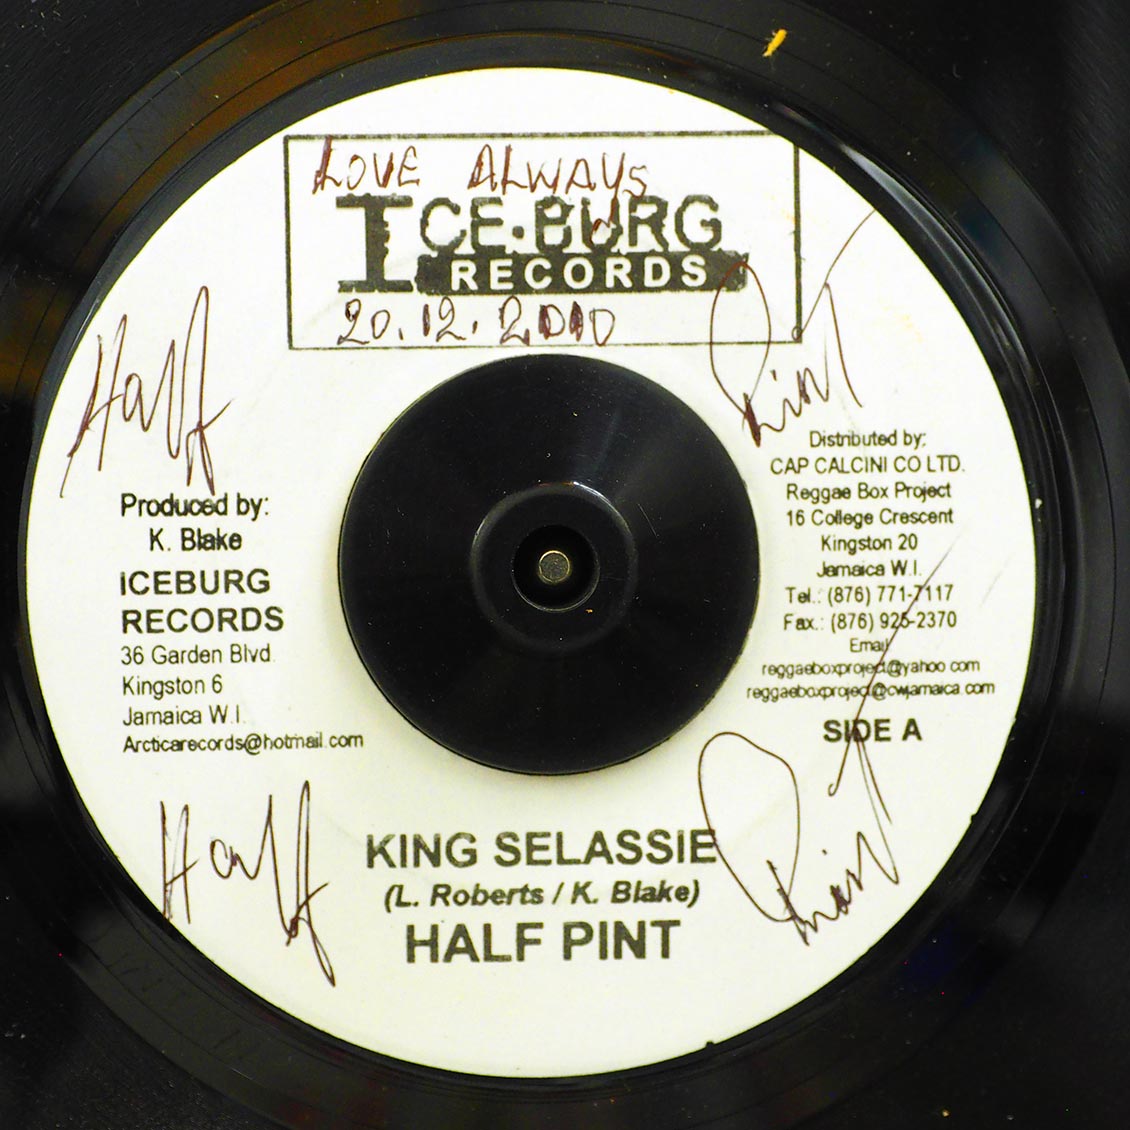 LOVE ALWAYS
ICE.BURG
RECORDS
20.12.2010
Half
Pint
Produced by:
K. Blake
ICEBURG
RECORDS
36 Garden Blvd.
Kingston 6
Jamaica W.I.
Arcticarecords@hotmail.com
Distributed by:
CAP CALCINI CO LTD.
Reggae Box Project
16 College Crescent
Kingston 20
Jamaica W.I.
Tel.: (876) 771-7117
Fax.: (876) 925-2370
Email
reggaeboxproject@yahoo.com
reggaeboxproject@cwjamaica.com
SIDE A
Half
Pint
KING SELASSIE
(L. Roberts / K. Blake)
HALF PINT